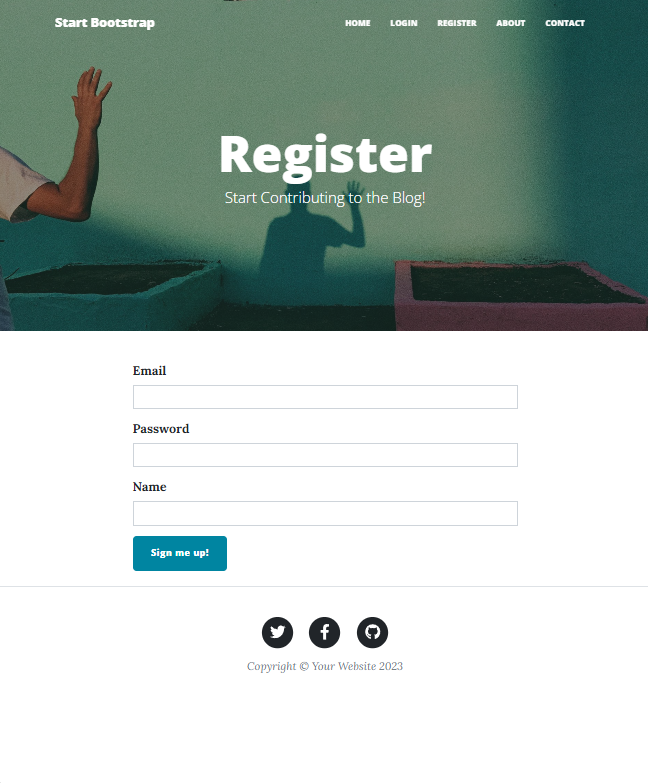 Start Bootstrap
HOME LOGIN REGISTER ABOUT CONTACT
Register
Start Contributing to the Blog!
Email
Password
Name
Sign me up!
Copyright © Your Website 2023